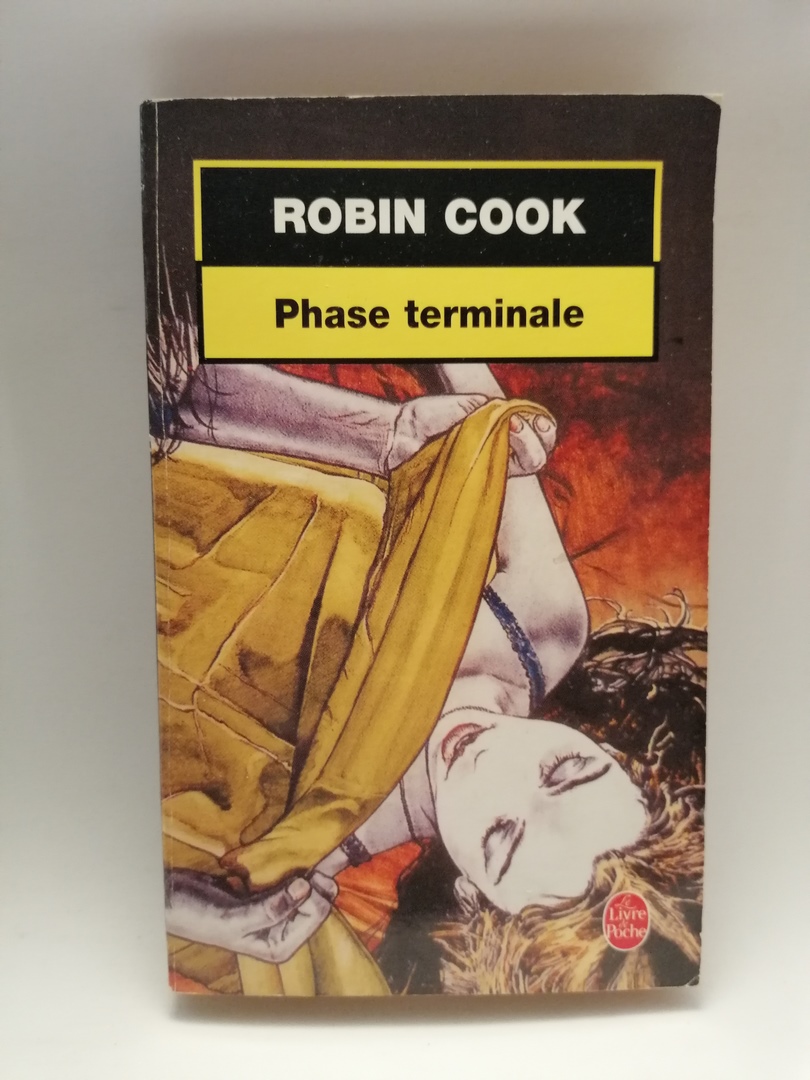 ROBIN COOK
Phase terminale
Le
Livre
de
Poche